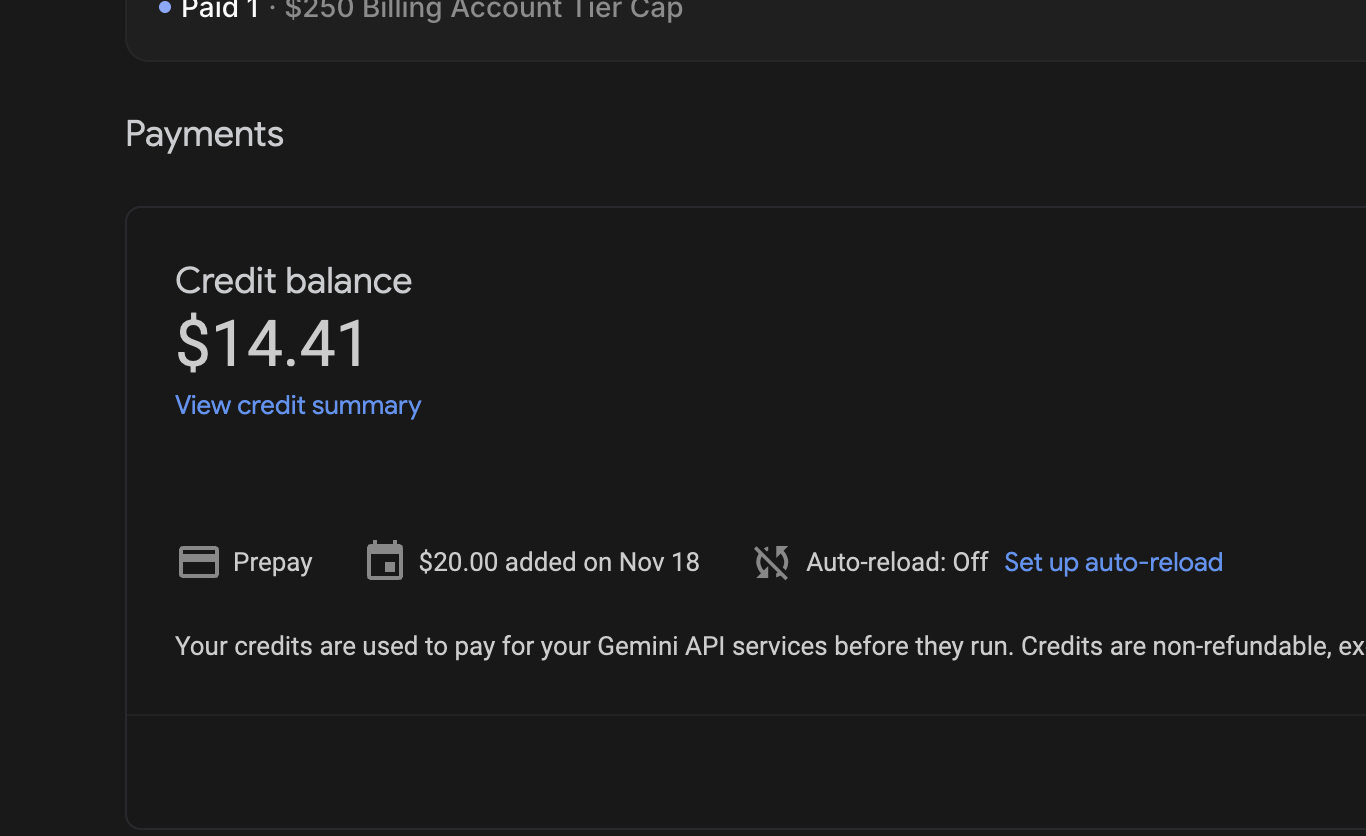 Paid 1 · $250 Billing Account Tier Cap
Payments
Credit balance
$14.41
View credit summary
Prepay $20.00 added on Nov 18 Auto-reload: Off Set up auto-reload
Your credits are used to pay for your Gemini API services before they run. Credits are non-refundable, ex